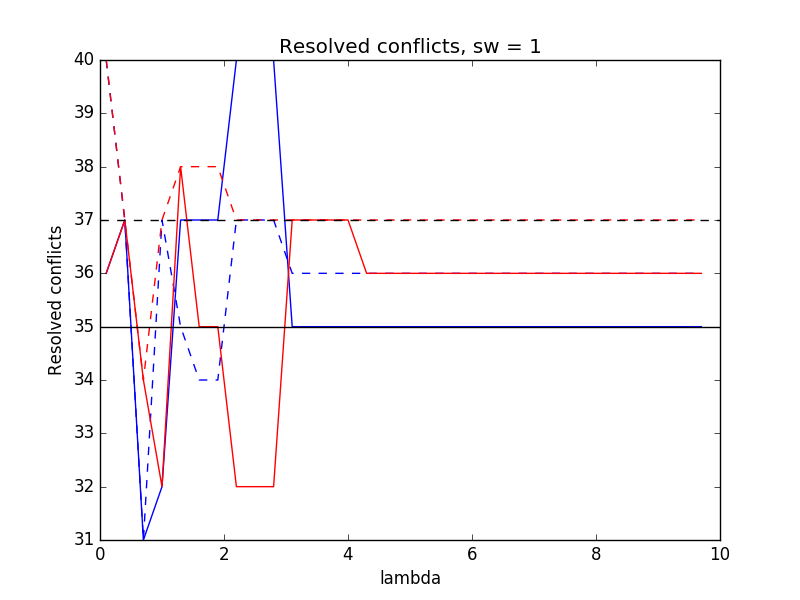 Resolved conflicts, sw = 1
40
39
38
37
36
35
34
33
32
31
Resolved conflicts
0 2 4 6 8 10
lambda